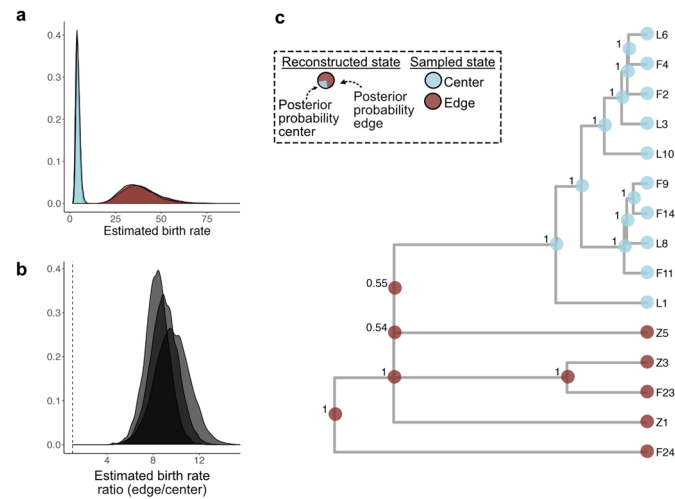 a
0.4
0.3
0.2
0.1
0.0
0
25
50
75
Estimated birth rate
b
0.4
0.3
0.2
0.1
0.0
4
8
12
Estimated birth rate
ratio (edge/center)
c
Reconstructed state
Sampled state
Posterior
probability
center
Posterior
probability
edge
Center
Edge
L6
1
F4
1
F2
1
L3
1
L10
F9
1
1
F14
1
L8
1
1
F11
L1
0.55
0.54
Z5
Z3
1
1
F23
1
Z1
F24